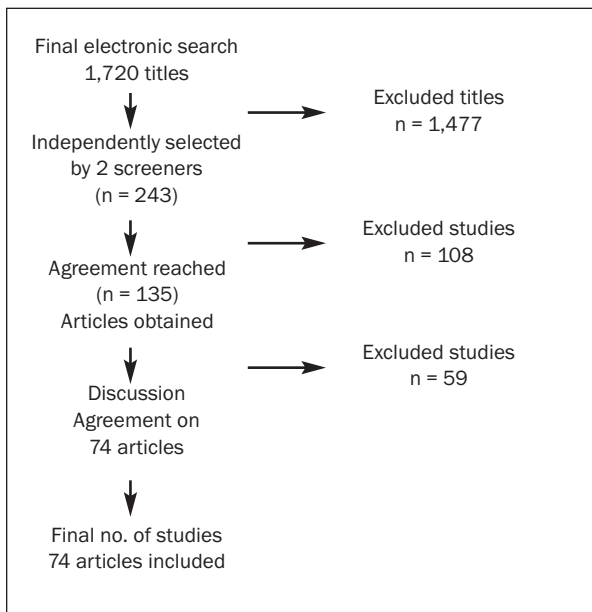 Final electronic search
1,720 titles
Excluded titles
n = 1,477
Independently selected
by 2 screeners
(n = 243)
Excluded studies
n = 108
Agreement reached
(n = 135)
Articles obtained
Excluded studies
n = 59
Discussion
Agreement on
74 articles
Final no. of studies
74 articles included